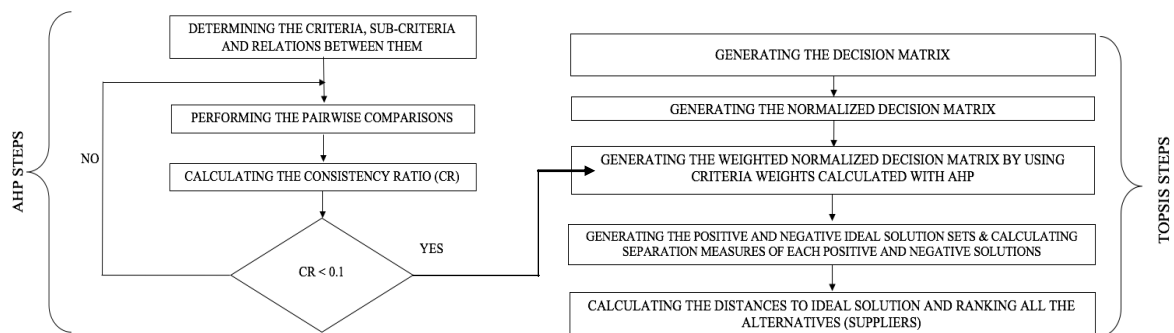 AHP STEPS
DETERMINING THE CRITERIA, SUB-CRITERIA
AND RELATIONS BETWEEN THEM
PERFORMING THE PAIRWISE COMPARISONS
NO
CALCULATING THE CONSISTENCY RATIO (CR)
YES
CR < 0.1
GENERATING THE DECISION MATRIX
GENERATING THE NORMALIZED DECISION MATRIX
GENERATING THE WEIGHTED NORMALIZED DECISION MATRIX BY USING
CRITERIA WEIGHTS CALCULATED WITH AHP
GENERATING THE POSITIVE AND NEGATIVE IDEAL SOLUTION SETS & CALCULATING
SEPARATION MEASURES OF EACH POSITIVE AND NEGATIVE SOLUTIONS
CALCULATING THE DISTANCES TO IDEAL SOLUTION AND RANKING ALL THE
ALTERNATIVES (SUPPLIERS)
TOPSIS STEPS